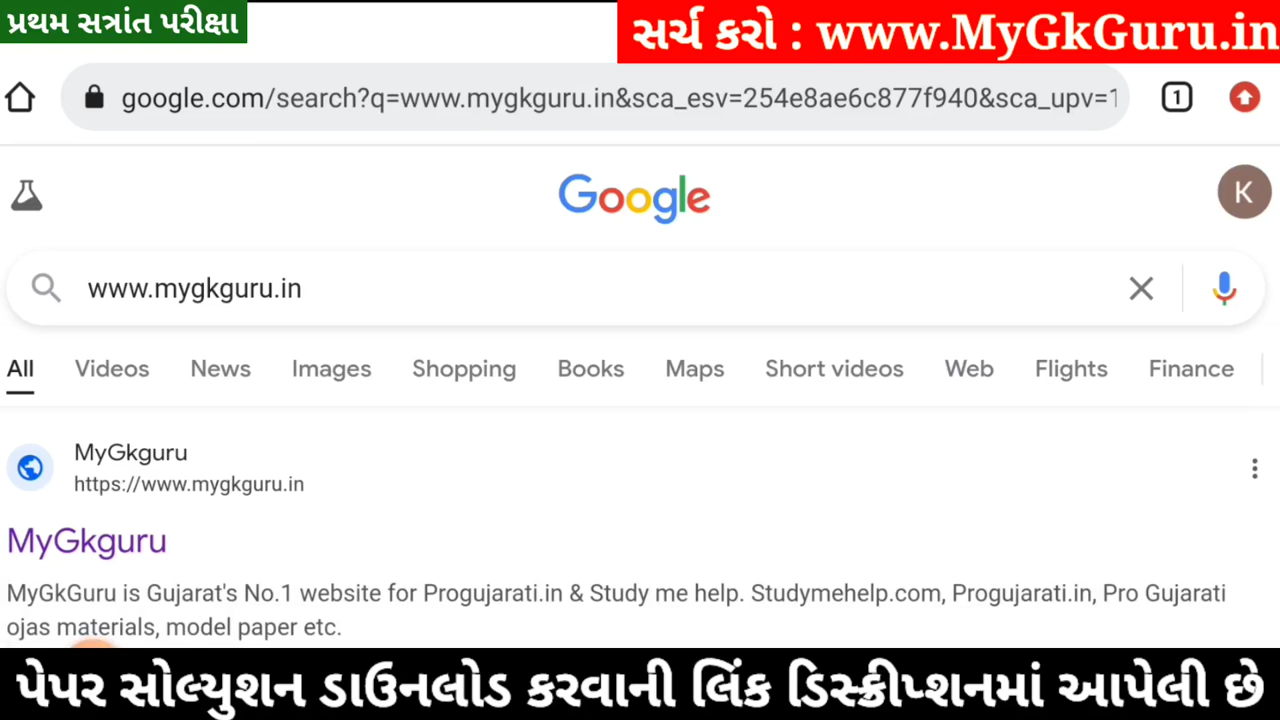 પ્રથમ સત્રાંત પરીક્ષા
સર્ચ કરો : www.MyGkGuru.in
google.com/search?q=www.mygkguru.in&sca_esv=254e8ae6c877f940&sca_upv=1
1
Google
K
www.mygkguru.in
All Videos News Images Shopping Books Maps Short videos Web Flights Finance
MyGkguru
https://www.mygkguru.in
MyGkguru
MyGkGuru is Gujarat's No.1 website for Progujarati.in & Study me help. Studymehelp.com, Progujarati.in, Pro Gujarati
ojas materials, model paper etc.
પેપર સોલ્યુશન ડાઉનલોડ કરવાની લિંક ડિસ્ક્રીપ્શનમાં આપેલી છે